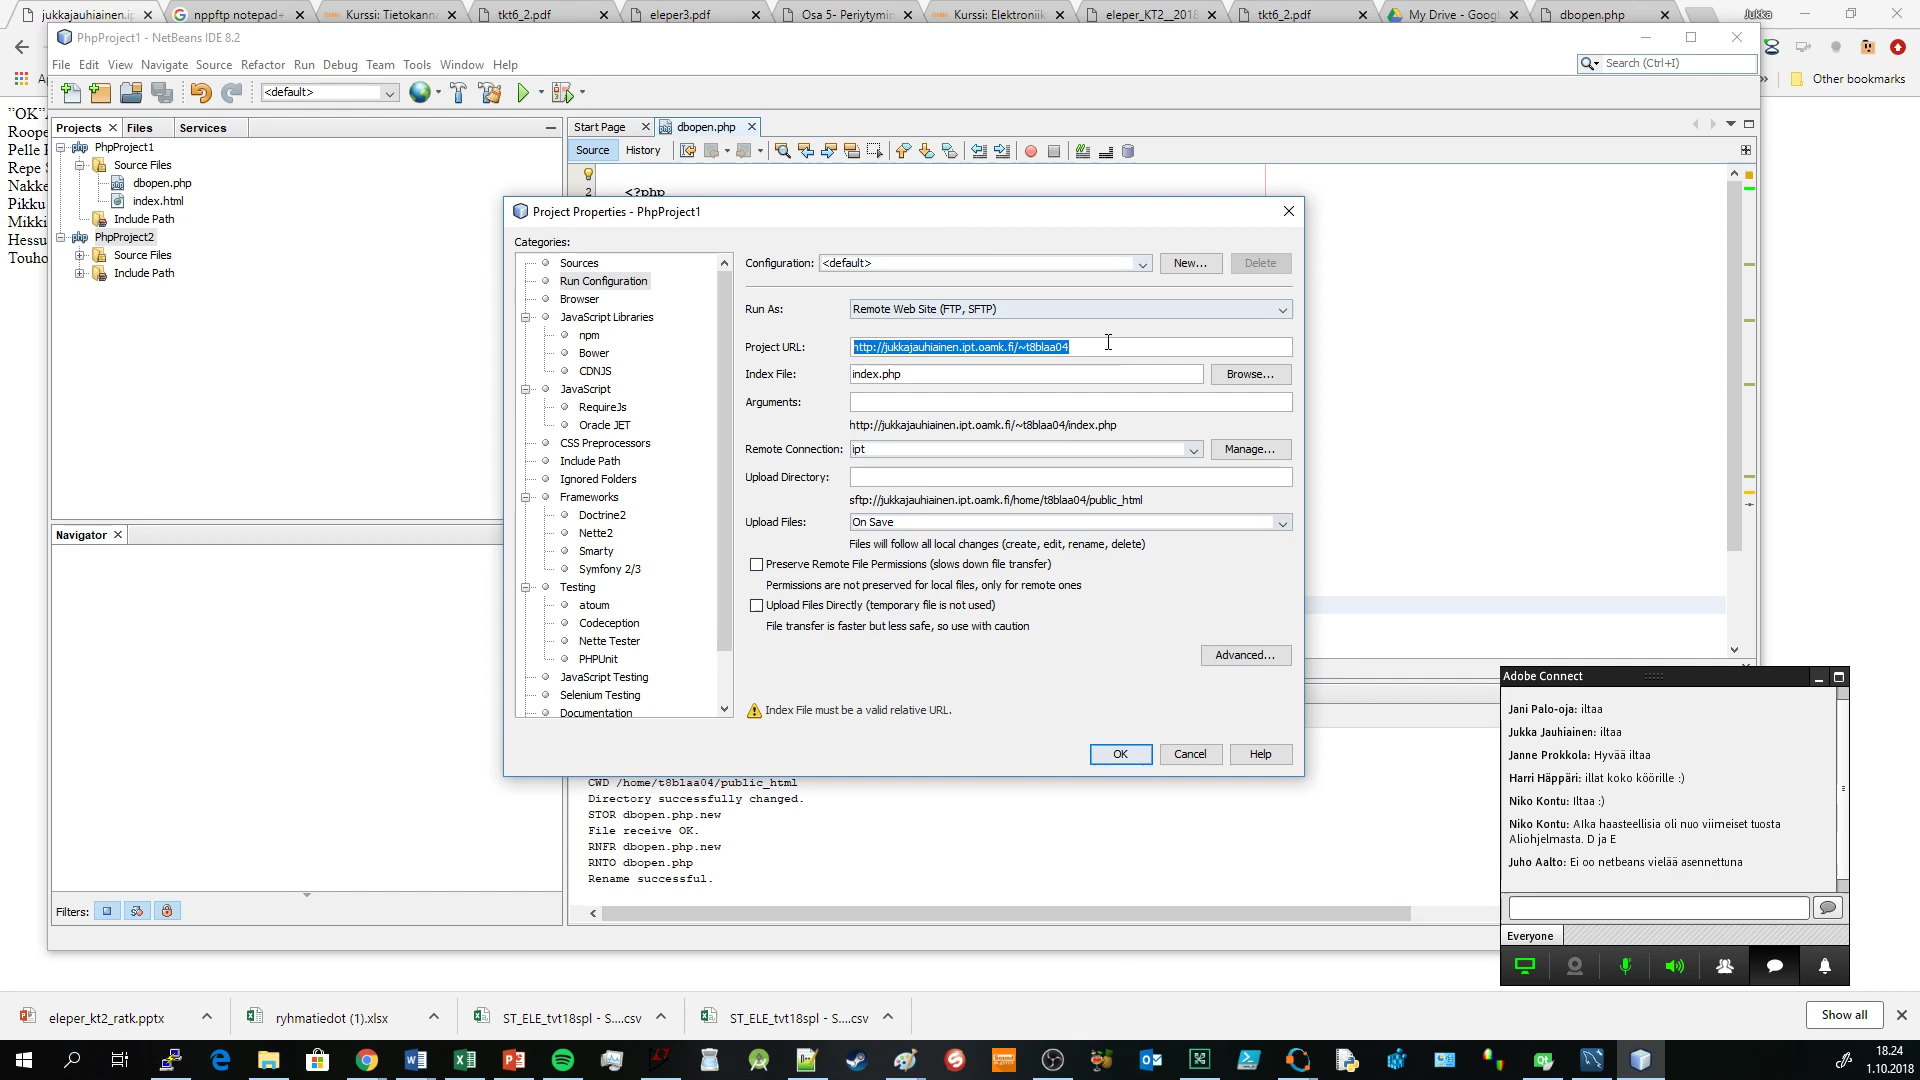 jukkajauhiainen.ip
nppftp notepad+
Kurssi: Tietokann
tkt6_2.pdf
eleper3.pdf
Osa 5- Periytymin
Kurssi: Elektroniik
eleper_KT2__2018
tkt6_2.pdf
My Drive - Googl
dbopen.php
Jukka
PhpProject1 - NetBeans IDE 8.2
File Edit View Navigate Source Refactor Run Debug Team Tools Window Help
Search (Ctrl+I)
Other bookmarks
<default>
"OK"
Roope
Pelle
Repe S
Nakke
Pikku
Mikki
Hessu
Touho
Projects Files Services
PhpProject1
Source Files
dbopen.php
index.html
Include Path
PhpProject2
Source Files
Include Path
Start Page dbopen.php
Source History
2 <?php
Project Properties - PhpProject1
Categories:
Sources
Run Configuration
Browser
JavaScript Libraries
npm
Bower
CDNJS
JavaScript
RequireJs
Oracle JET
CSS Preprocessors
Include Path
Ignored Folders
Frameworks
Doctrine2
Nette2
Smarty
Symfony 2/3
Testing
atoum
Codeception
Nette Tester
PHPUnit
JavaScript Testing
Selenium Testing
Documentation
Configuration: <default> New... Delete
Run As: Remote Web Site (FTP, SFTP)
Project URL: http://jukkajauhiainen.ipt.oamk.fi/~t8blaa04
Index File: index.php Browse...
Arguments:
http://jukkajauhiainen.ipt.oamk.fi/~t8blaa04/index.php
Remote Connection: ipt Manage...
Upload Directory:
sftp://jukkajauhiainen.ipt.oamk.fi/home/t8blaa04/public_html
Upload Files: On Save
Files will follow all local changes (create, edit, rename, delete)
Preserve Remote File Permissions (slows down file transfer)
Permissions are not preserved for local files, only for remote ones
Upload Files Directly (temporary file is not used)
File transfer is faster but less safe, so use with caution
Advanced...
Index File must be a valid relative URL.
OK Cancel Help
Navigator
Filters:
CWD /home/t8blaa04/public_html
Directory successfully changed.
STOR dbopen.php.new
File receive OK.
RNFR dbopen.php.new
RNTO dbopen.php
Rename successful.
Adobe Connect
Jani Palo-oja: iltaa
Jukka Jauhiainen: iltaa
Janne Prokkola: Hyvää iltaa
Harri Häppäri: illat koko köörille :)
Niko Kontu: Iltaa :)
Niko Kontu: AIka haasteellisia oli nuo viimeiset tuosta
Aliohjelmasta. D ja E
Juho Aalto: Ei oo netbeans vielää asennettuna
Everyone
eleper_kt2_ratk.pptx
ryhmatiedot (1).xlsx
ST_ELE_tvt18spl - S....csv
ST_ELE_tvt18spl - S....csv
Show all
18.24
1.10.2018